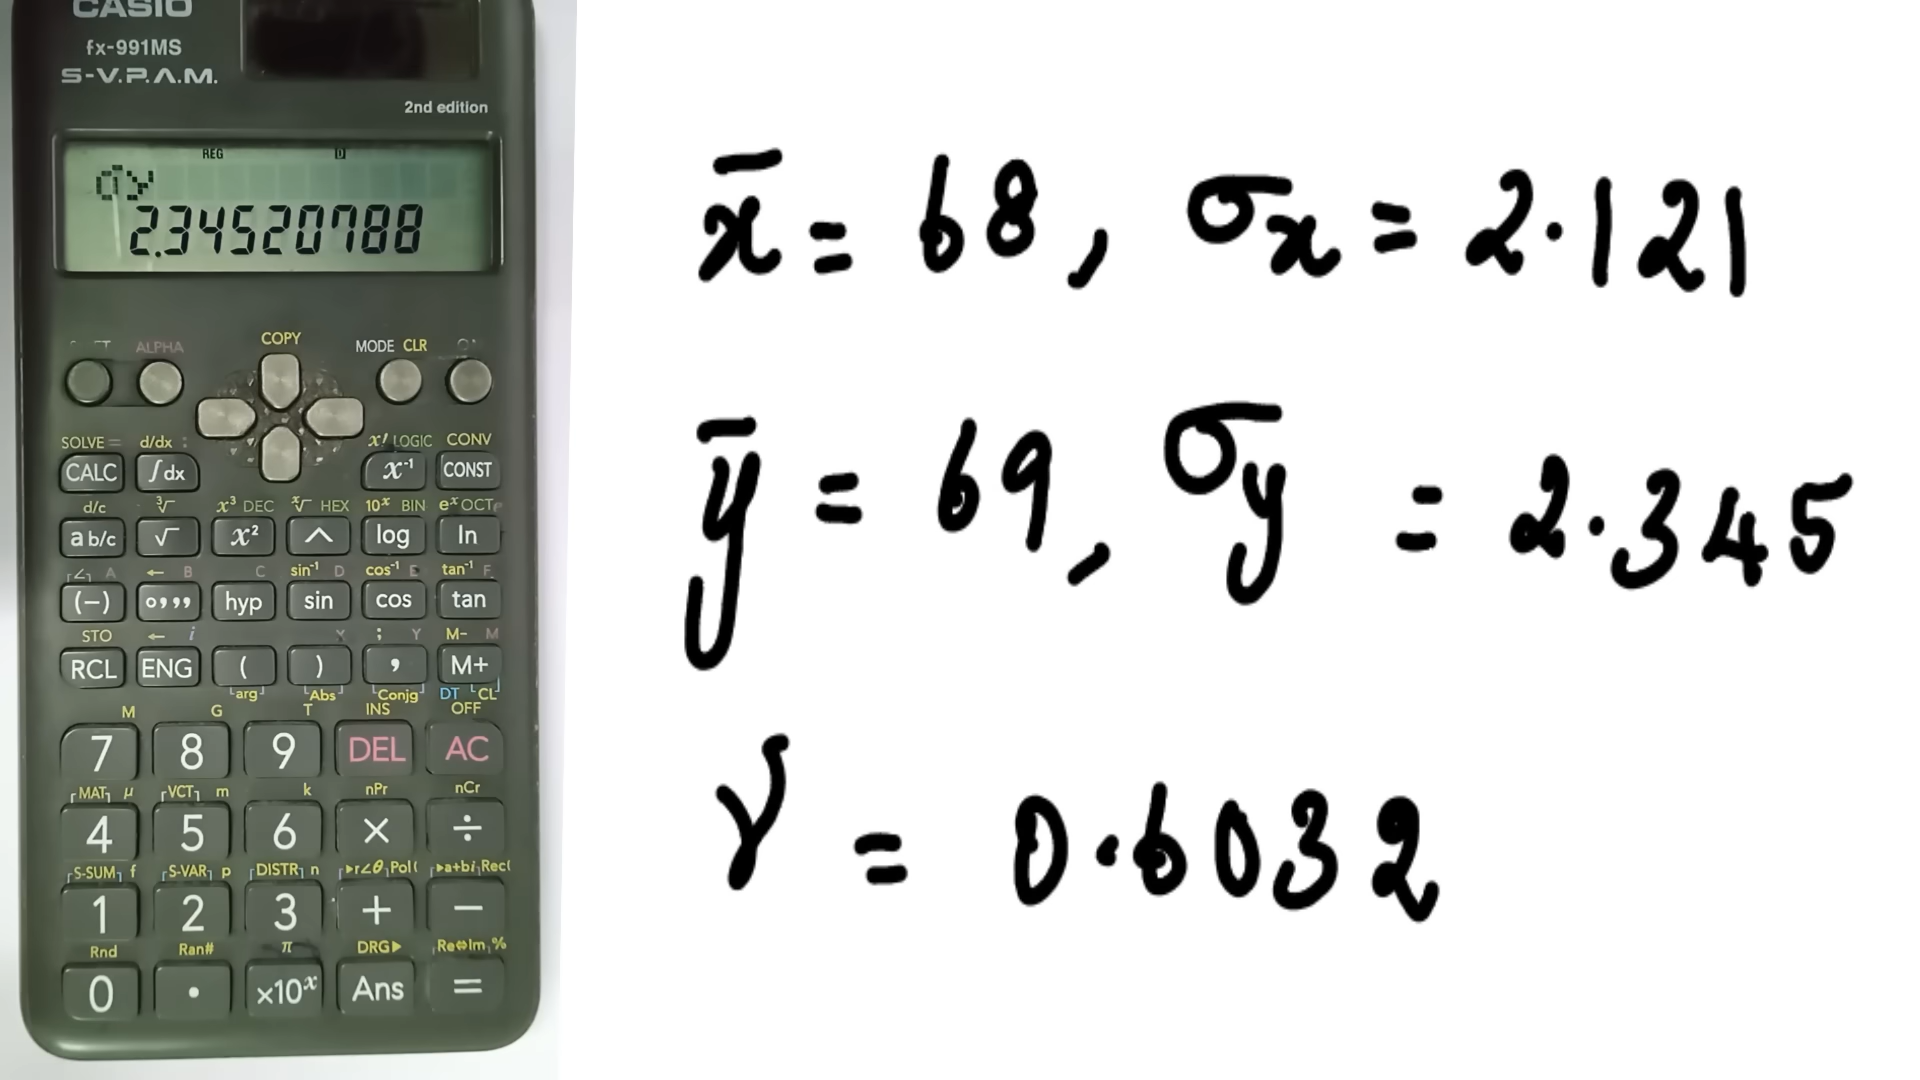 CASIO
fx-991MS
S-V.P.A.M.
2nd edition
REG D
σy
2.34520788
ALPHA COPY MODE CLR
SOLVE = d/dx : x! LOGIC CONV
CALC ∫dx x⁻¹ CONST
d/c ³√ x³ DEC ˣ√ HEX 10ˣ BIN eˣ OCT
a b/c √ x² ^ log ln
∠ A ← B C sin⁻¹ D cos⁻¹ E tan⁻¹ F
(−) o,,, hyp sin cos tan
STO ← i X ; Y M- M
RCL ENG ( ) , M+
arg Abs Conjg DT CL
M G T INS OFF
7 8 9 DEL AC
MAT μ VCT m k nPr nCr
4 5 6 × ÷
S-SUM f S-VAR p DISTR n ▶r∠θ Pol( ▶a+bi Rec(
1 2 3 + −
Rnd Ran# π DRG▶ Re⇔Im %
0 . ×10ˣ Ans =
x̄ = 68, σx = 2.121
ȳ = 69, σy = 2.345
r = 0.6032